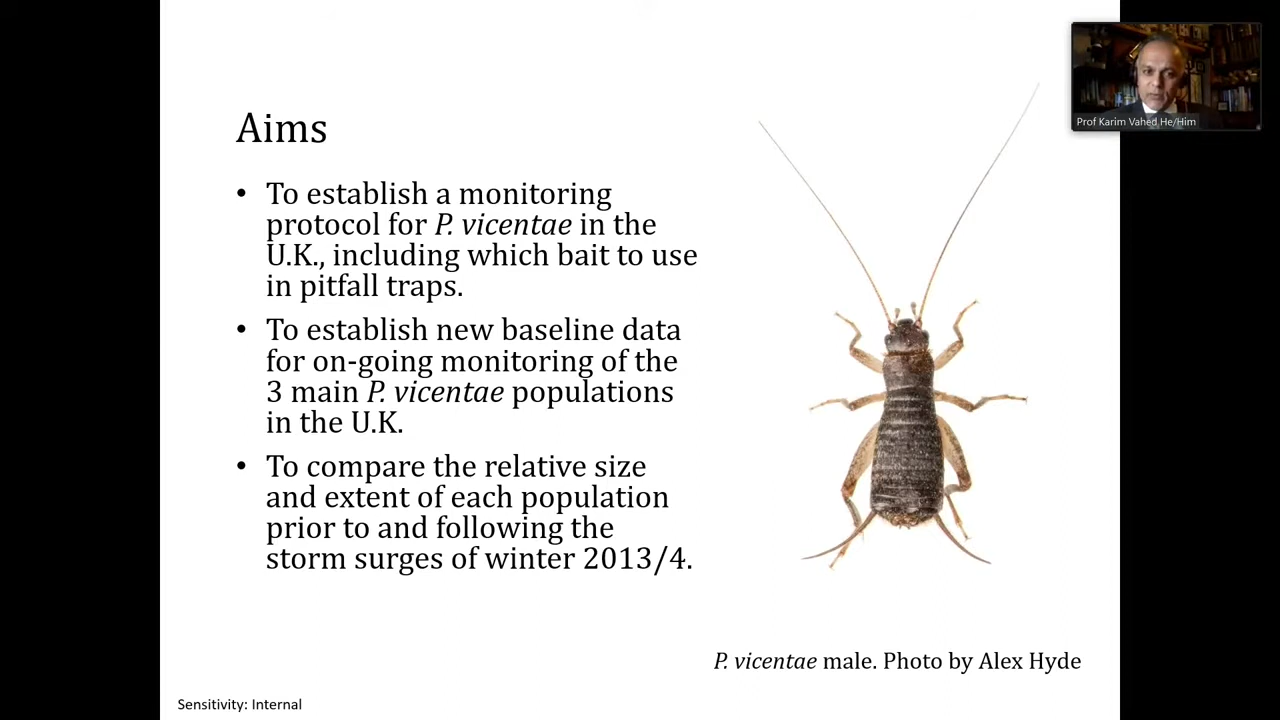 Prof Karim Vahed He/Him
Aims
• To establish a monitoring
protocol for P. vicentae in the
U.K., including which bait to use
in pitfall traps.
• To establish new baseline data
for on-going monitoring of the
3 main P. vicentae populations
in the U.K.
• To compare the relative size
and extent of each population
prior to and following the
storm surges of winter 2013/4.
P. vicentae male. Photo by Alex Hyde
Sensitivity: Internal